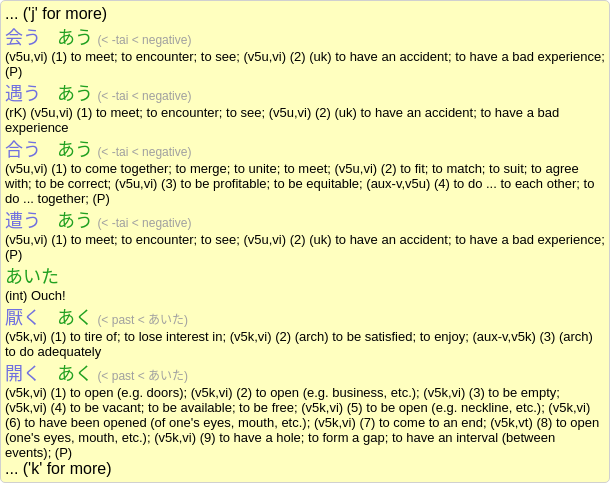 ... ('j' for more)
会う あう (< -tai < negative)
(v5u,vi) (1) to meet; to encounter; to see; (v5u,vi) (2) (uk) to have an accident; to have a bad experience;
(P)
遇う あう (< -tai < negative)
(rK) (v5u,vi) (1) to meet; to encounter; to see; (v5u,vi) (2) (uk) to have an accident; to have a bad
experience
合う あう (< -tai < negative)
(v5u,vi) (1) to come together; to merge; to unite; to meet; (v5u,vi) (2) to fit; to match; to suit; to agree
with; to be correct; (v5u,vi) (3) to be profitable; to be equitable; (aux-v,v5u) (4) to do ... to each other; to
do ... together; (P)
遭う あう (< -tai < negative)
(v5u,vi) (1) to meet; to encounter; to see; (v5u,vi) (2) (uk) to have an accident; to have a bad experience;
(P)
あいた
(int) Ouch!
厭く あく (< past < あいた)
(v5k,vi) (1) to tire of; to lose interest in; (v5k,vi) (2) (arch) to be satisfied; to enjoy; (aux-v,v5k) (3) (arch)
to do adequately
開く あく (< past < あいた)
(v5k,vi) (1) to open (e.g. doors); (v5k,vi) (2) to open (e.g. business, etc.); (v5k,vi) (3) to be empty;
(v5k,vi) (4) to be vacant; to be available; to be free; (v5k,vi) (5) to be open (e.g. neckline, etc.); (v5k,vi)
(6) to have been opened (of one's eyes, mouth, etc.); (v5k,vi) (7) to come to an end; (v5k,vt) (8) to open
(one's eyes, mouth, etc.); (v5k,vi) (9) to have a hole; to form a gap; to have an interval (between
events); (P)
... ('k' for more)